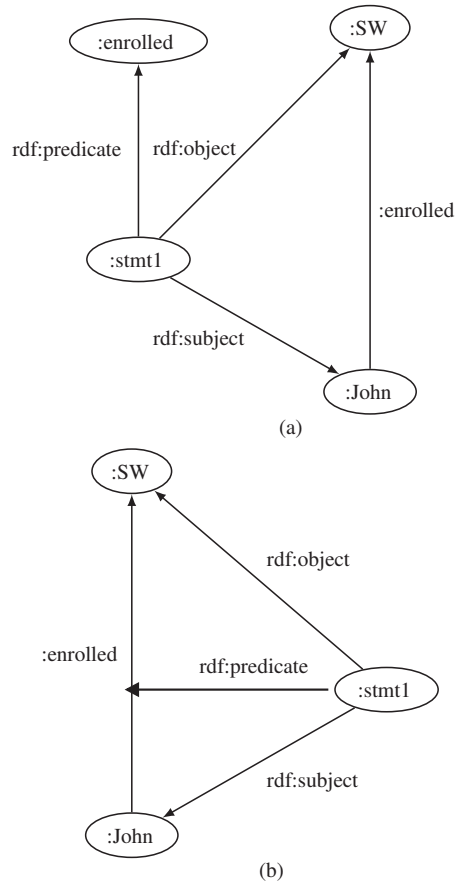 :enrolled
:SW
rdf:predicate
rdf:object
:enrolled
:stmt1
rdf:subject
:John
(a)
:SW
rdf:object
:enrolled
rdf:predicate
:stmt1
rdf:subject
:John
(b)